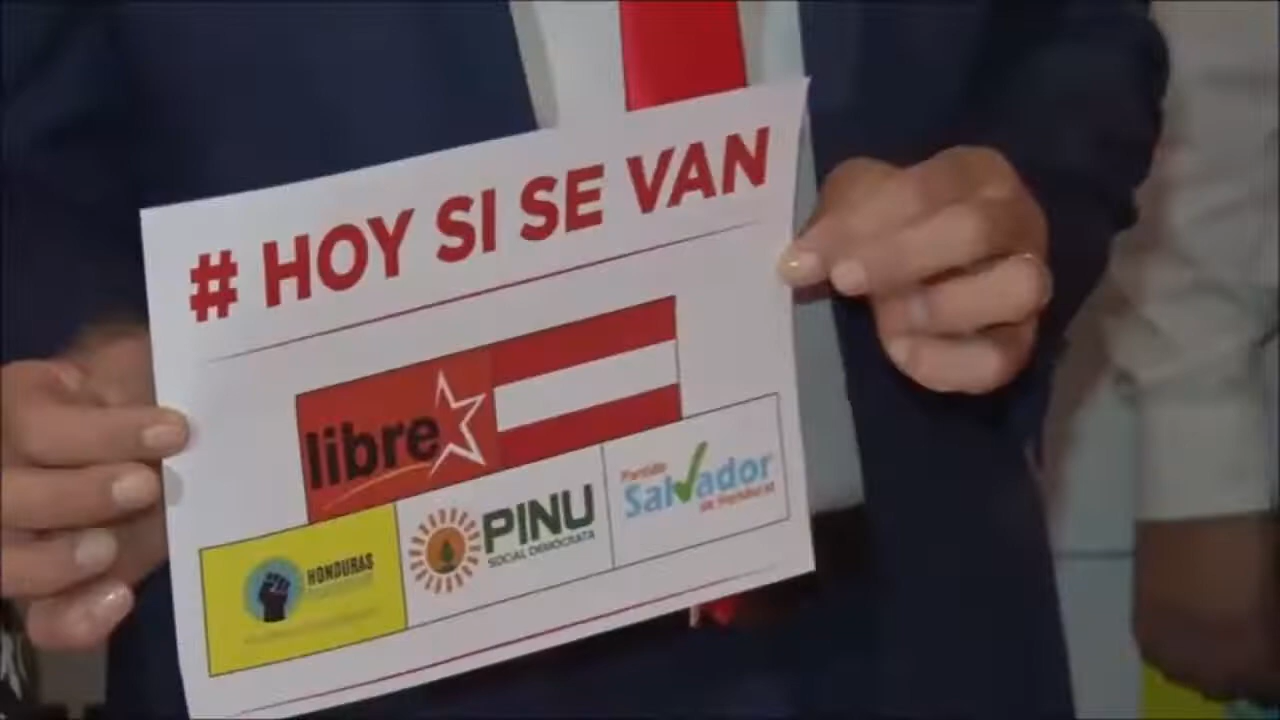 # HOY SI SE VAN
libre
HONDURAS
PINU
SOCIAL DEMOCRATA
Partido
Salvador
de Honduras